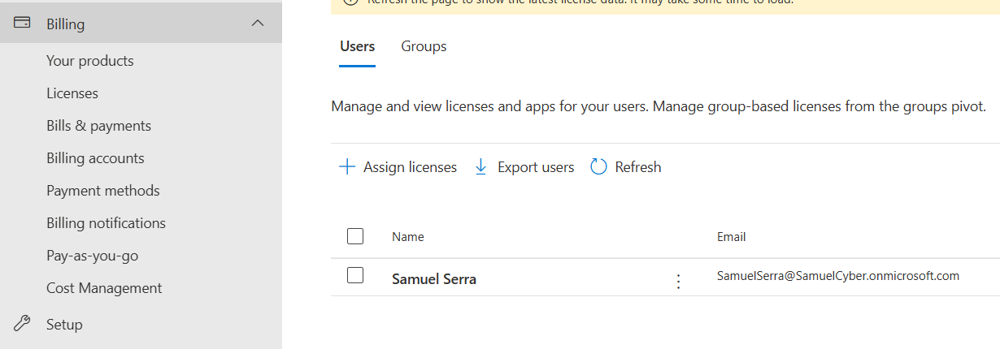 Refresh the page to show the latest license data. It may take some time to load.
Billing
Users
Groups
Your products
Licenses
Manage and view licenses and apps for your users. Manage group-based licenses from the groups pivot.
Bills & payments
Billing accounts
Assign licenses
Export users
Refresh
Payment methods
Billing notifications
Name
Email
Pay-as-you-go
Samuel Serra
SamuelSerra@SamuelCyber.onmicrosoft.com
Cost Management
Setup